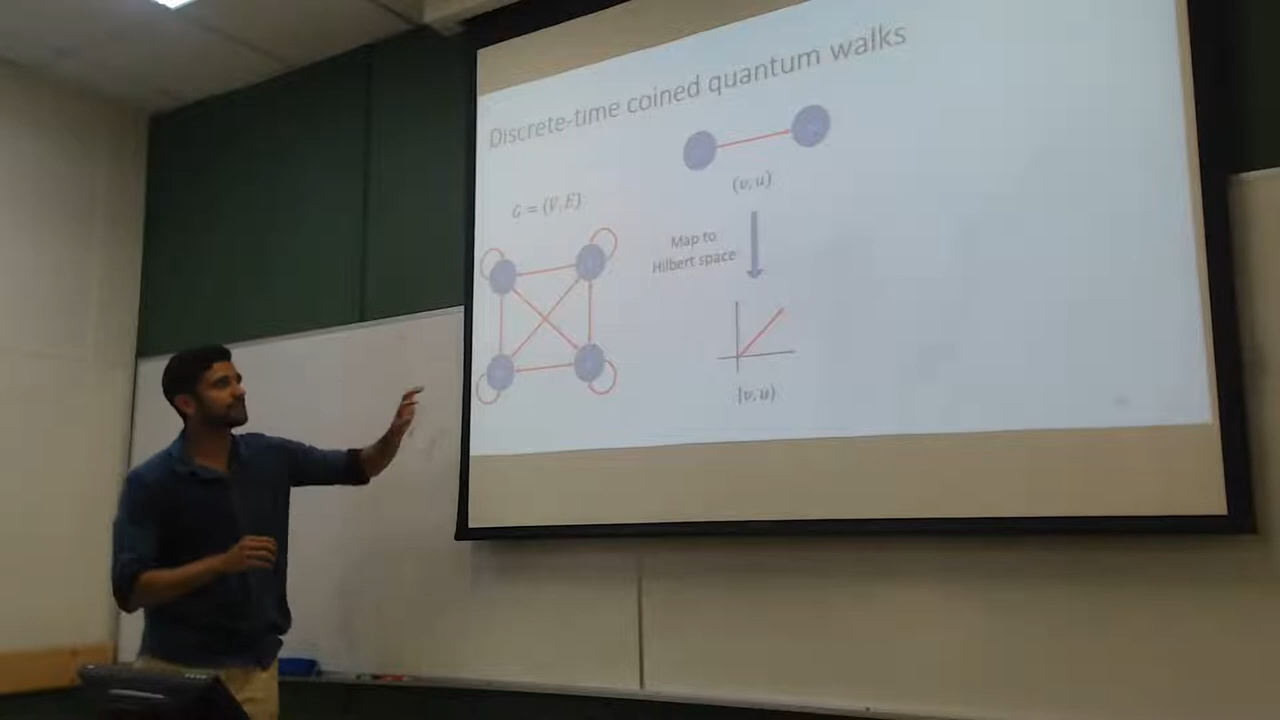 Discrete-time coined quantum walks
(v,u)
G = (V,E)
Map to
Hilbert space
|v,u⟩